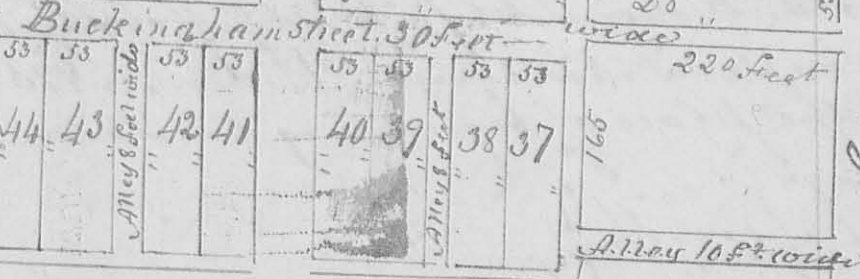 20 "
Buckingham Street. 30 feet — wide
53 53 53 53 53 53 53 53 220 feet
44 43 Alley 8 feet wide 42 41 40 39 Alley 8 feet 38 37 165
Alley 10 ft. wide